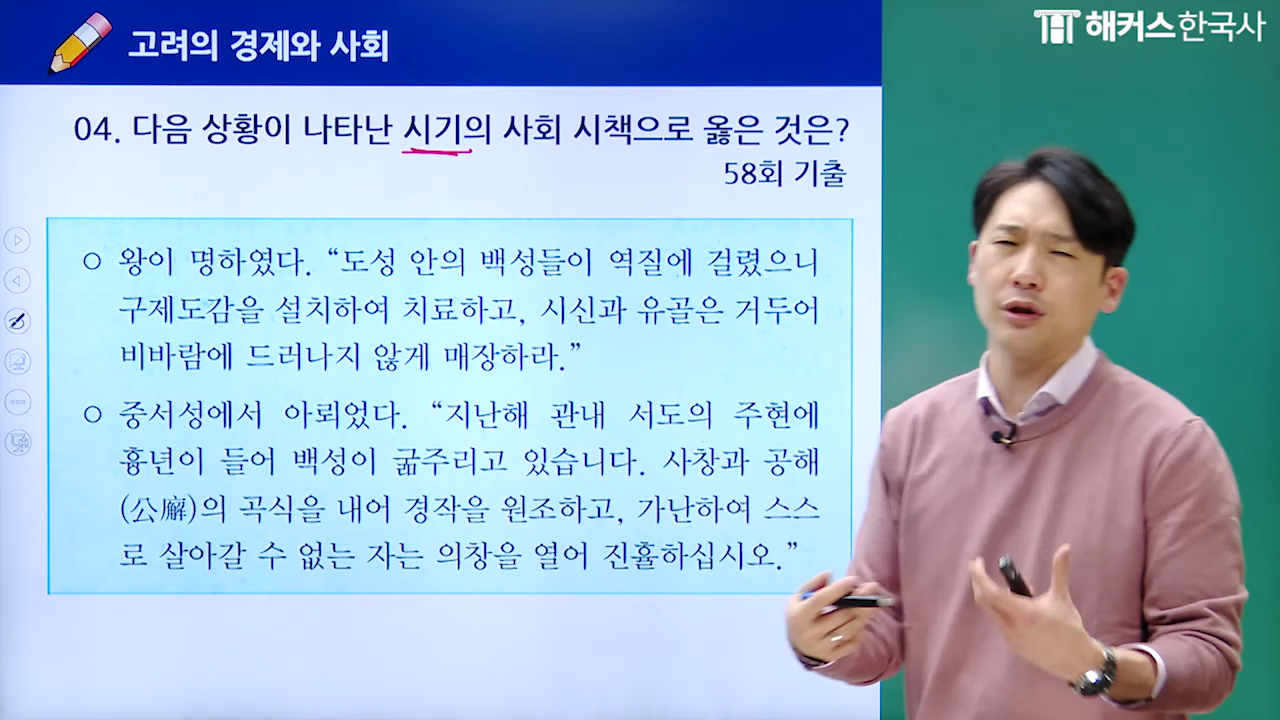 고려의 경제와 사회
해커스한국사
04. 다음 상황이 나타난 시기의 사회 시책으로 옳은 것은?
58회 기출
○ 왕이 명하였다. “도성 안의 백성들이 역질에 걸렸으니
구제도감을 설치하여 치료하고, 시신과 유골은 거두어
비바람에 드러나지 않게 매장하라.”
○ 중서성에서 아뢰었다. “지난해 관내 서도의 주현에
흉년이 들어 백성이 굶주리고 있습니다. 사창과 공해
(公廨)의 곡식을 내어 경작을 원조하고, 가난하여 스스
로 살아갈 수 없는 자는 의창을 열어 진휼하십시오.”